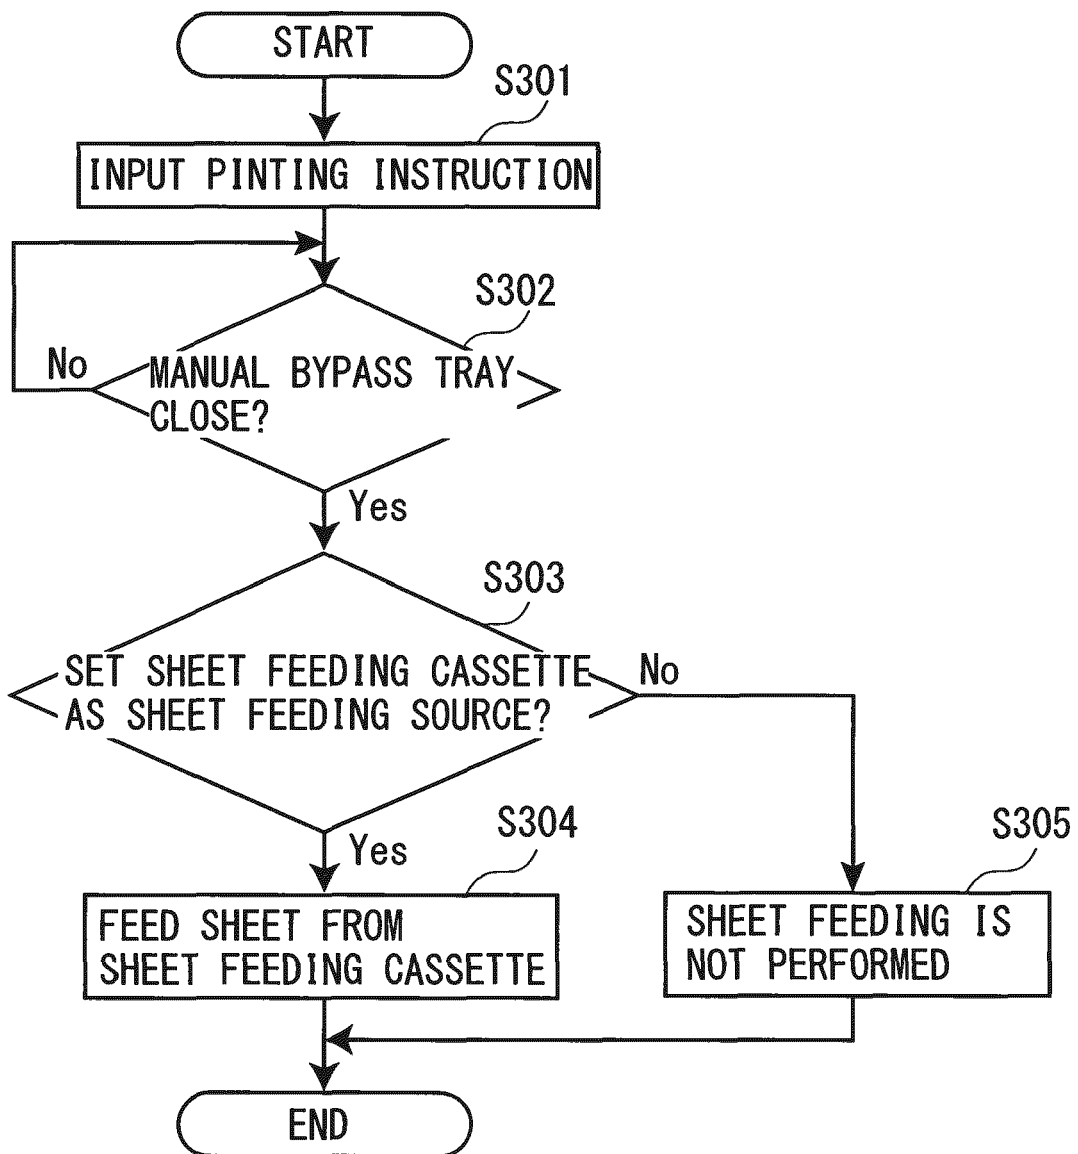 START
S301
INPUT PINTING INSTRUCTION
S302
No
MANUAL BYPASS TRAY
CLOSE?
Yes
S303
SET SHEET FEEDING CASSETTE
AS SHEET FEEDING SOURCE?
No
Yes
S304
S305
FEED SHEET FROM
SHEET FEEDING CASSETTE
SHEET FEEDING IS
NOT PERFORMED
END